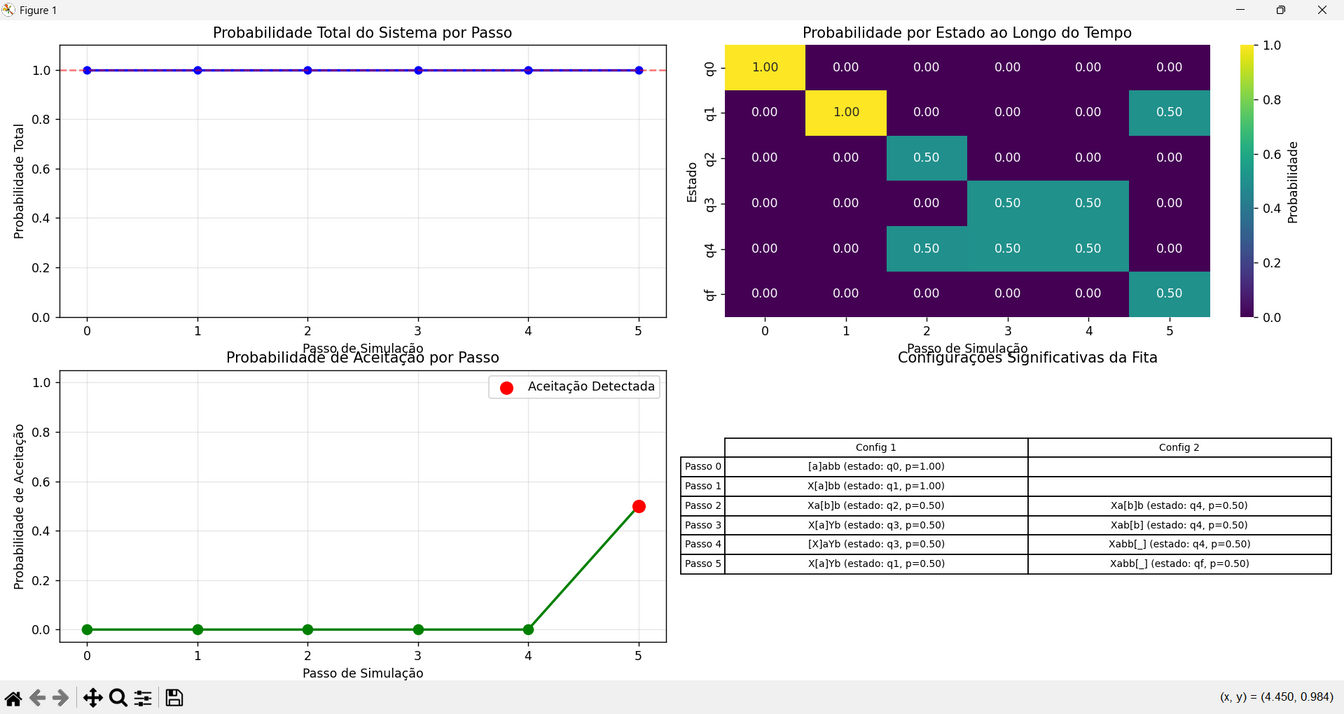 Figure 1
Probabilidade Total do Sistema por Passo
Probabilidade Total
1.0
0.8
0.6
0.4
0.2
0.0
0 1 2 3 4 5
Passo de Simulação
Probabilidade por Estado ao Longo do Tempo
Estado
q0 1.00 0.00 0.00 0.00 0.00 0.00
q1 0.00 1.00 0.00 0.00 0.00 0.50
q2 0.00 0.00 0.50 0.00 0.00 0.00
q3 0.00 0.00 0.00 0.50 0.50 0.00
q4 0.00 0.00 0.50 0.50 0.50 0.00
qf 0.00 0.00 0.00 0.00 0.00 0.50
0 1 2 3 4 5
Passo de Simulação
1.0
0.8
0.6
0.4
0.2
0.0
Probabilidade
Probabilidade de Aceitação por Passo
Probabilidade de Aceitação
1.0
0.8
0.6
0.4
0.2
0.0
Aceitação Detectada
0 1 2 3 4 5
Passo de Simulação
Configurações Significativas da Fita
Config 1 Config 2
Passo 0 [a]abb (estado: q0, p=1.00)
Passo 1 X[a]bb (estado: q1, p=1.00)
Passo 2 Xa[b]b (estado: q2, p=0.50) Xa[b]b (estado: q4, p=0.50)
Passo 3 X[a]Yb (estado: q3, p=0.50) Xab[b] (estado: q4, p=0.50)
Passo 4 [X]aYb (estado: q3, p=0.50) Xabb[_] (estado: q4, p=0.50)
Passo 5 X[a]Yb (estado: q1, p=0.50) Xabb[_] (estado: qf, p=0.50)
(x, y) = (4.450, 0.984)